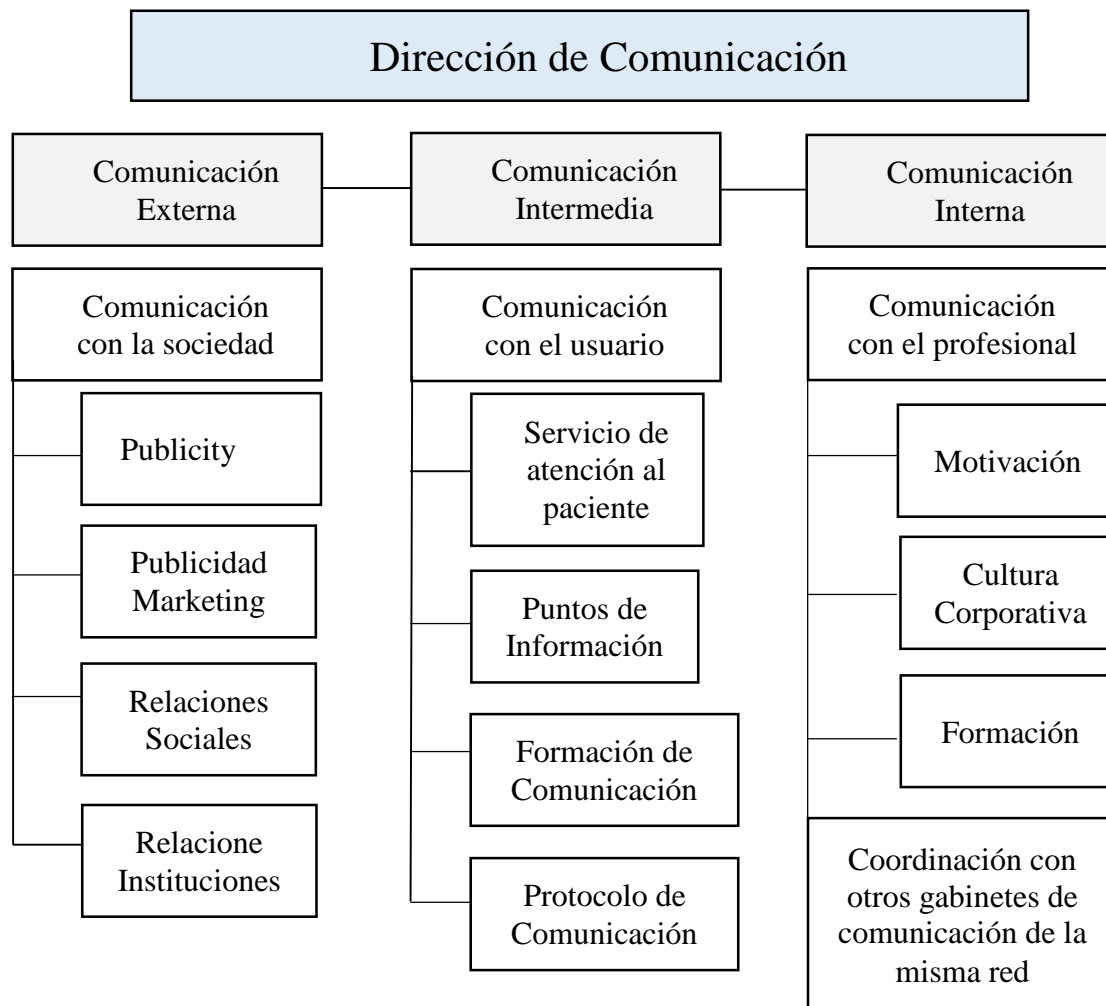 Dirección de Comunicación
Comunicación
Externa
Comunicación
Intermedia
Comunicación
Interna
Comunicación
con la sociedad
Comunicación
con el usuario
Comunicación
con el profesional
Publicity
Publicidad
Marketing
Relaciones
Sociales
Relacione
Instituciones
Servicio de
atención al
paciente
Puntos de
Información
Formación de
Comunicación
Protocolo de
Comunicación
Motivación
Cultura
Corporativa
Formación
Coordinación con
otros gabinetes de
comunicación de la
misma red